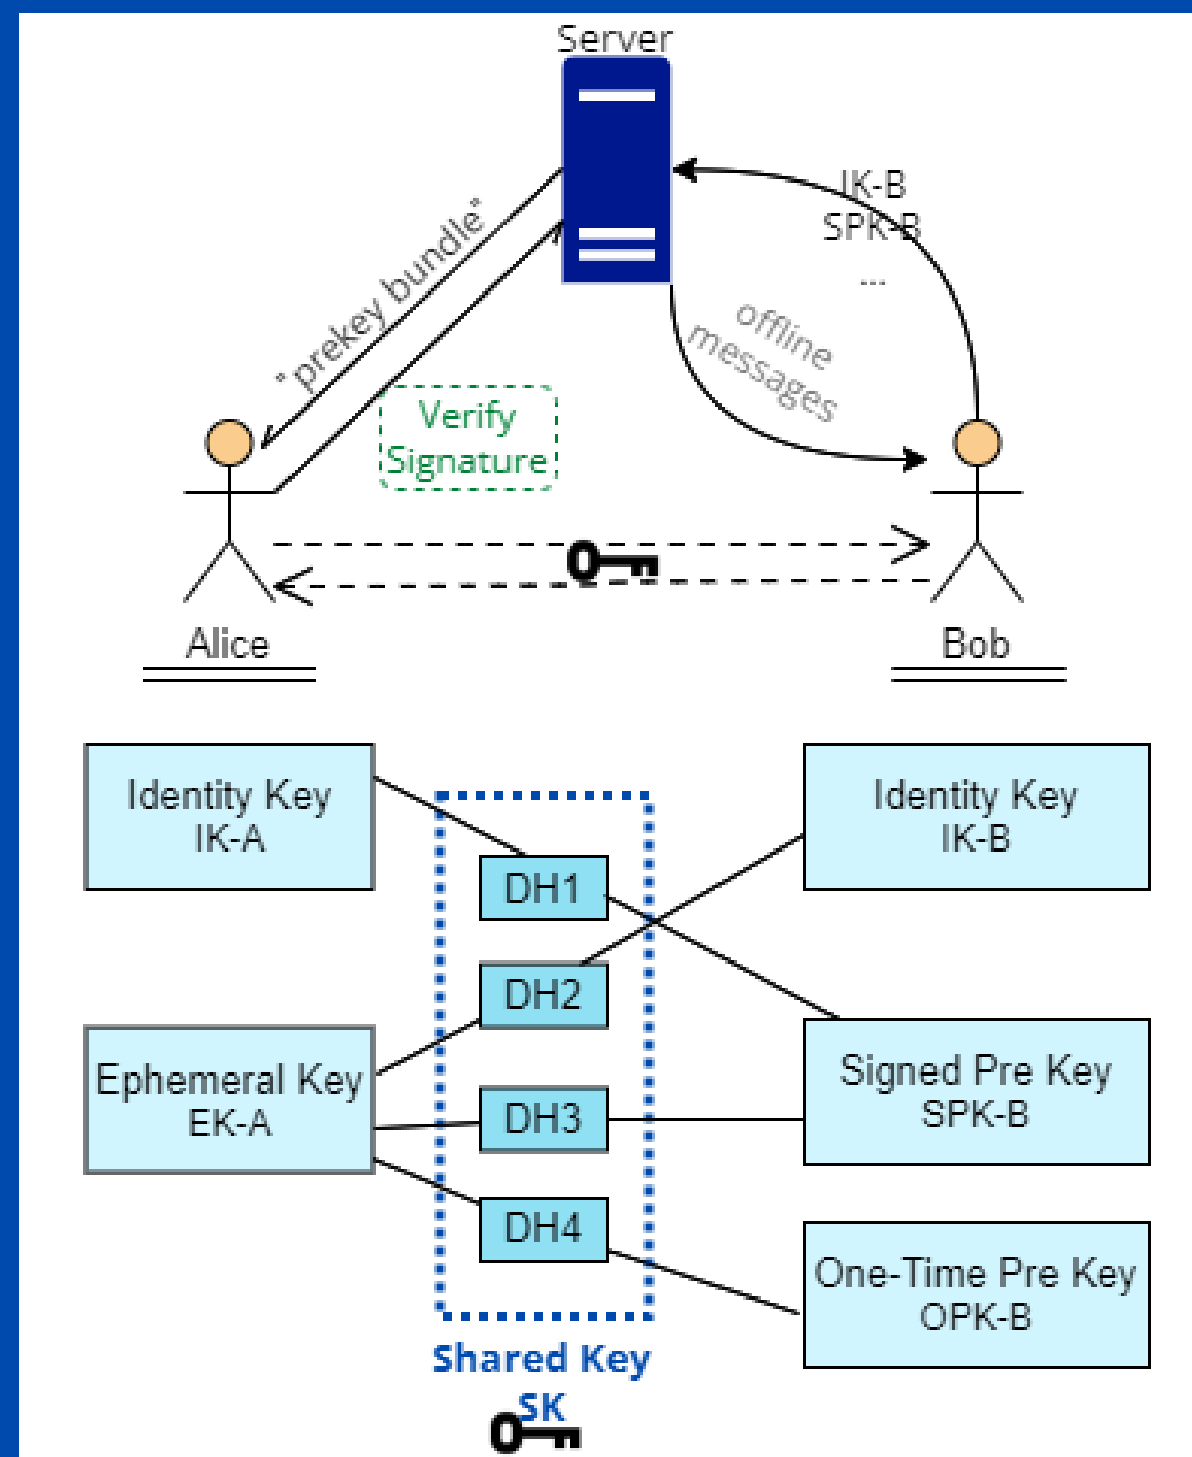 Server
IK-B
SPK-B
...
"prekey bundle"
offline
messages
Verify
Signature
Alice
Bob
Identity Key
IK-A
Identity Key
IK-B
DH1
DH2
Ephemeral Key
EK-A
Signed Pre Key
SPK-B
DH3
DH4
One-Time Pre Key
OPK-B
Shared Key
SK